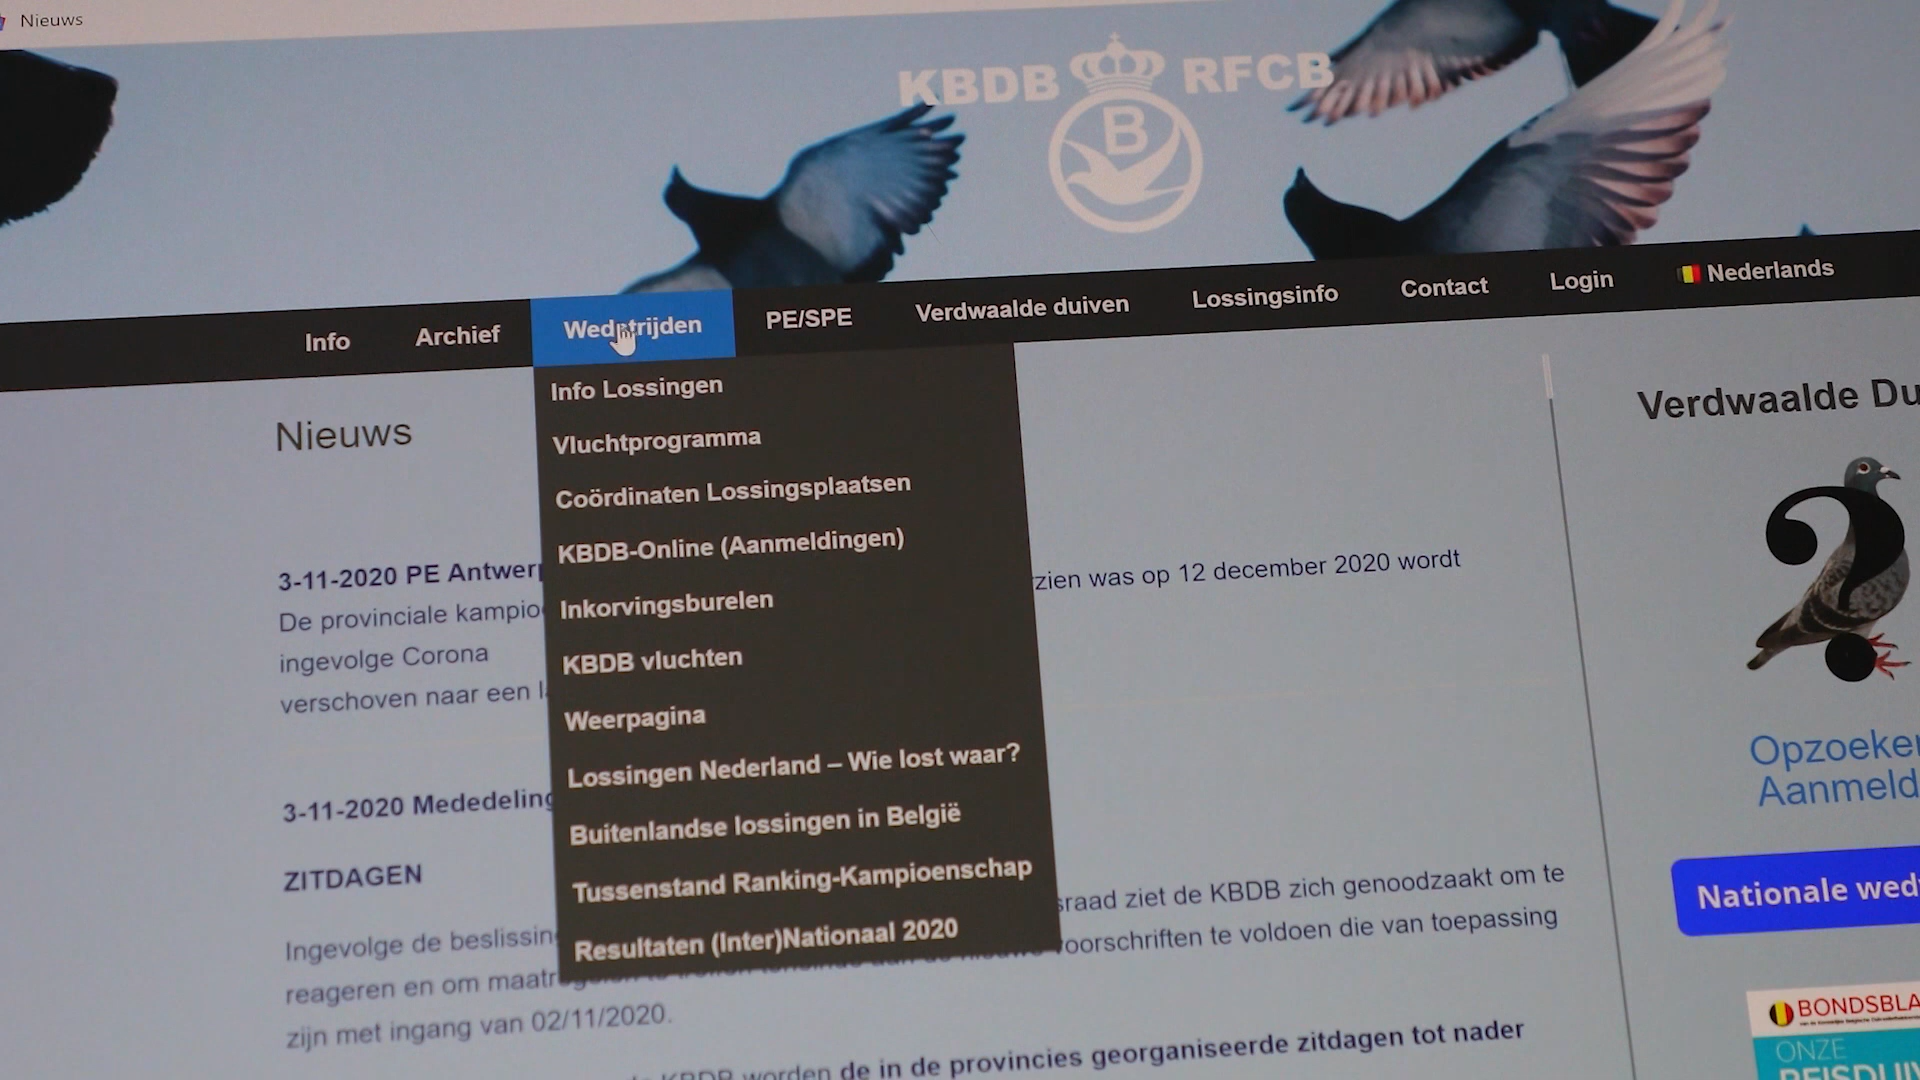 Nieuws
KBDB RFCB
B
Info Archief Wedstrijden PE/SPE Verdwaalde duiven Lossingsinfo Contact Login Nederlands
Info Lossingen
Vluchtprogramma
Coördinaten Lossingsplaatsen
KBDB-Online (Aanmeldingen)
Inkorvingsburelen
KBDB vluchten
Weerpagina
Lossingen Nederland – Wie lost waar?
Buitenlandse lossingen in België
Tussenstand Ranking-Kampioenschap
Resultaten (Inter)Nationaal 2020
Nieuws
3-11-2020 PE Antwerp zien was op 12 december 2020 wordt
De provinciale kampio
ingevolge Corona
verschoven naar een l
3-11-2020 Mededeling
ZITDAGEN
Ingevolge de beslissin sraad ziet de KBDB zich genoodzaakt om te
reageren en om maatr voorschriften te voldoen die van toepassing
zijn met ingang van 02/11/2020.
KBDB worden de in de provincies georganiseerde zitdagen tot nader
Verdwaalde Du
?
Opzoeke
Aanmeld
Nationale wed
BONDSBLA
ONZE
REISDUIV